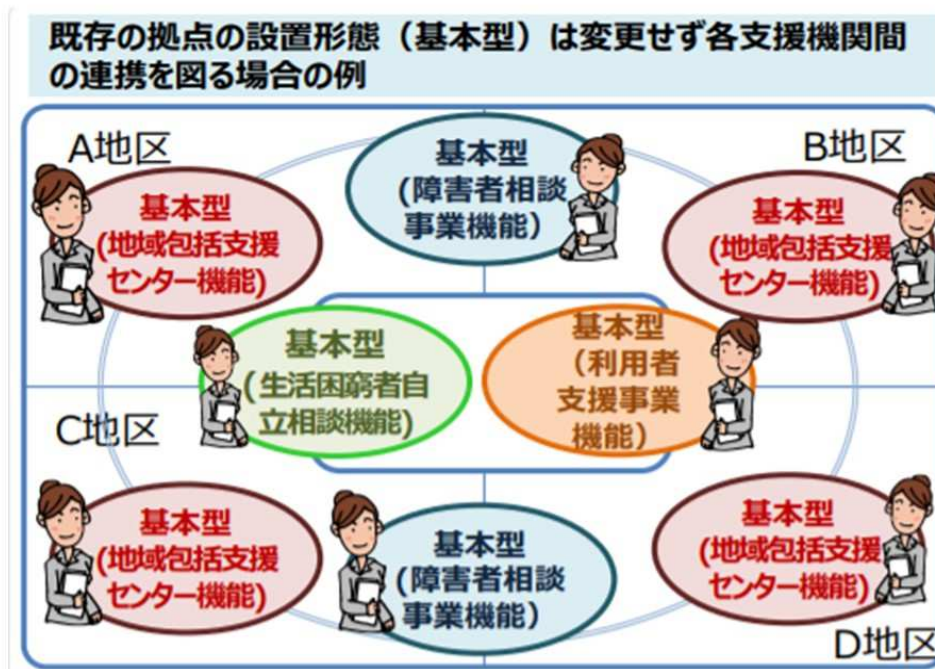 既存の拠点の設置形態（基本型）は変更せず各支援機関間
の連携を図る場合の例
A地区
基本型
(地域包括支援
センター機能)
基本型
(障害者相談
事業機能）
B地区
基本型
(地域包括支援
センター機能)
基本型
(生活困窮者自
立相談機能)
基本型
（利用者
支援事業
機能）
C地区
基本型
(地域包括支援
センター機能)
基本型
(障害者相談
事業機能）
基本型
(地域包括支援
センター機能)
D地区